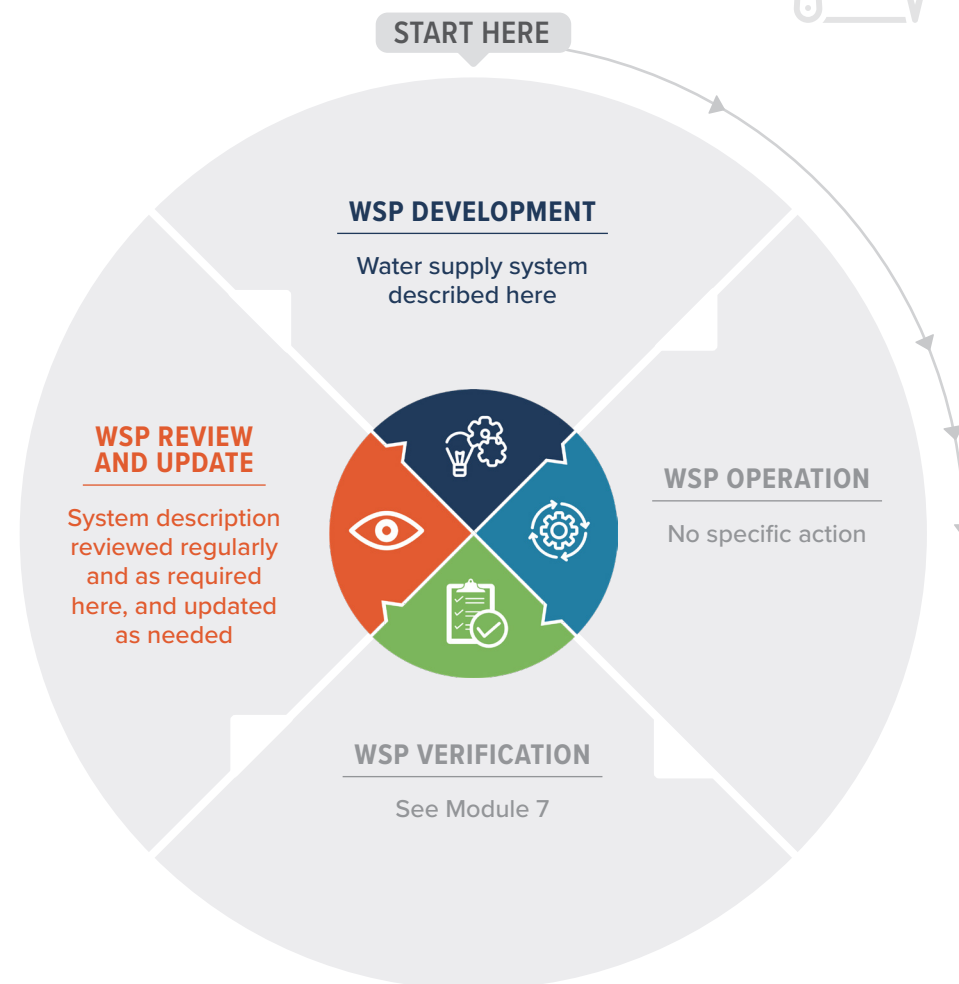 START HERE
WSP DEVELOPMENT
Water supply system
described here
WSP OPERATION
No specific action
WSP VERIFICATION
See Module 7
WSP REVIEW
AND UPDATE
System description
reviewed regularly
and as required
here, and updated
as needed